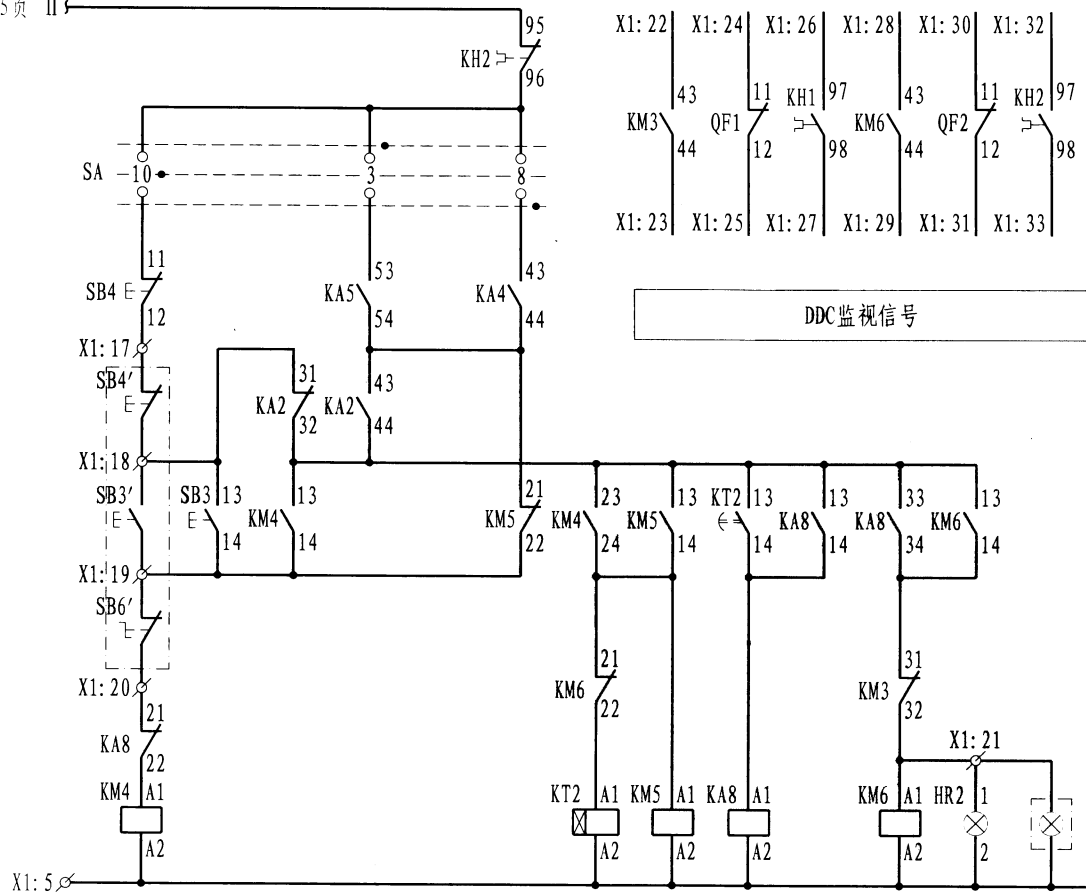 5页 II
95
KH2
96
X1:22 X1:24 X1:26 X1:28 X1:30 X1:32
43 11 KH1 97 43 11 KH2 97
KM3 QF1 KM6 QF2
44 12 98 44 12 98
X1:23 X1:25 X1:27 X1:29 X1:31 X1:33
SA 10 3 8
11 53 43
SB4 KA5 KA4
12 54 44
DDC监视信号
X1:17
SB4′ 31 43
KA2 KA2
32 44
X1:18
SB3′ SB3 13 13 21 23 13 KT2 13 13 33 13
KM4 KM5 KM4 KM5 KA8 KA8 KM6
14 14 22 24 14 14 14 34 14
X1:19
SB6′
21 31
KM6 KM3
22 32
X1:20
21
KA8
22
X1:21
KM4 A1 KT2 A1 KM5 A1 KA8 A1 KM6 A1 HR2 1
A2 A2 A2 A2 A2 2
X1:5